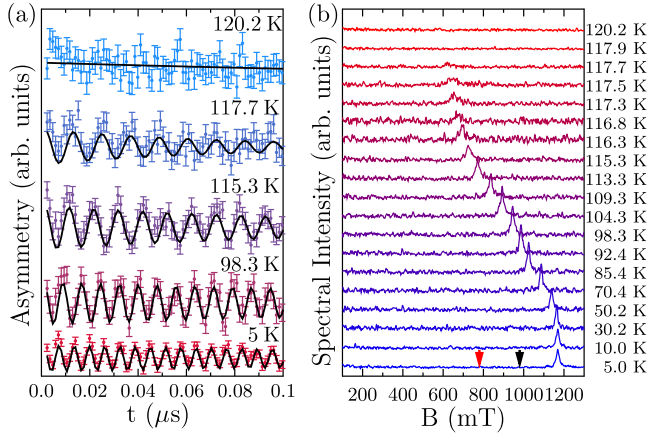 (a)
120.2 K
117.7 K
115.3 K
98.3 K
5 K
Asymmetry (arb. units)
0.0 0.02 0.04 0.06 0.08 0.1
t (μs)
(b)
120.2 K
117.9 K
117.7 K
117.5 K
117.3 K
116.8 K
116.3 K
115.3 K
113.3 K
109.3 K
104.3 K
98.3 K
92.4 K
85.4 K
70.4 K
50.2 K
30.2 K
10.0 K
5.0 K
Spectral Intensity (arb. units)
200 400 600 800 1000 1200
B (mT)